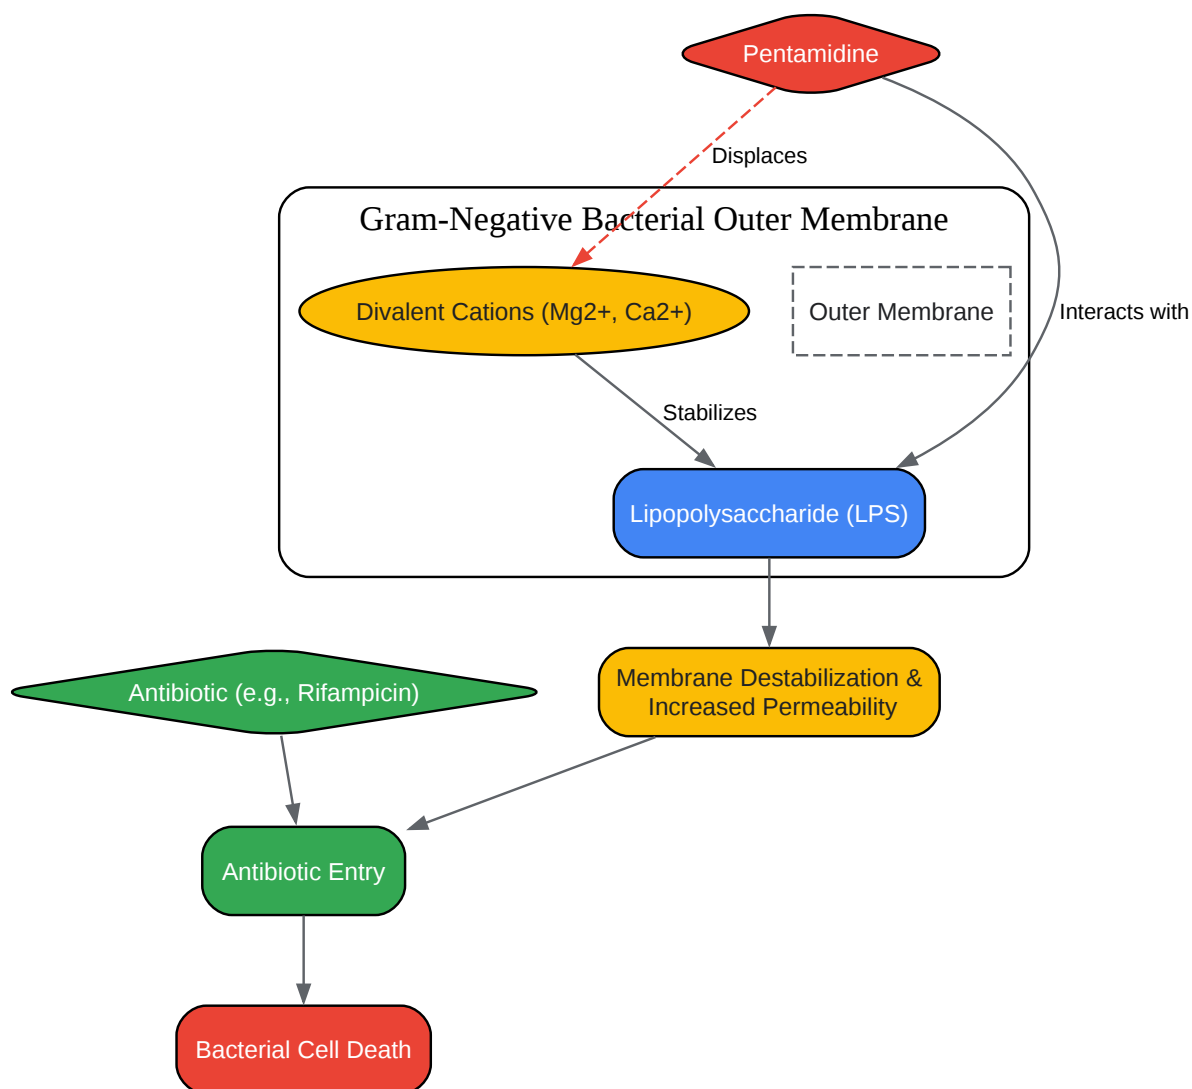 Pentamidine
Displaces
Gram-Negative Bacterial Outer Membrane
Divalent Cations (Mg2+, Ca2+)
Outer Membrane
Interacts with
Stabilizes
Lipopolysaccharide (LPS)
Membrane Destabilization &
Increased Permeability
Antibiotic (e.g., Rifampicin)
Antibiotic Entry
Bacterial Cell Death